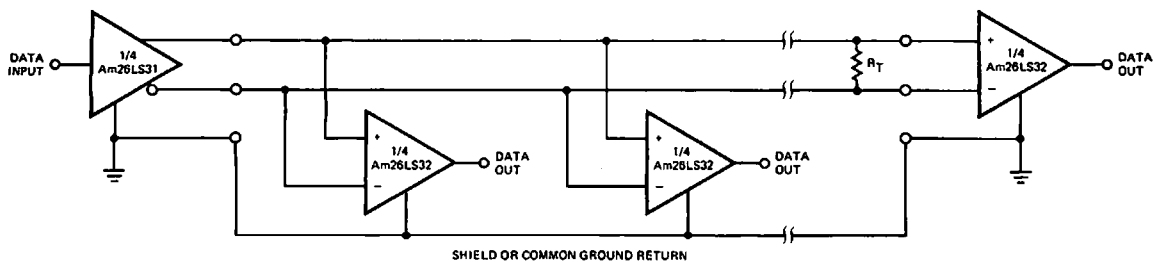 DATA
INPUT
1/4
Am26LS31
+
-
1/4
Am26LS32
DATA
OUT
+
-
1/4
Am26LS32
DATA
OUT
RT
+
-
1/4
Am26LS32
DATA
OUT
SHIELD OR COMMON GROUND RETURN